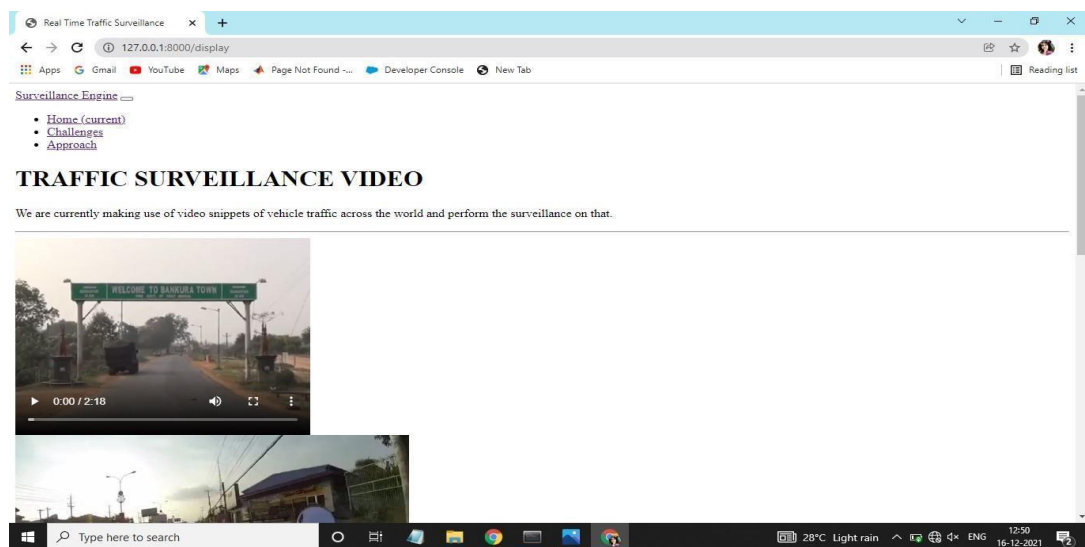 Real Time Traffic Surveillance
127.0.0.1:8000/display
Apps Gmail YouTube Maps Page Not Found -... Developer Console New Tab Reading list
Surveillance Engine
Home (current)
Challenges
Approach
TRAFFIC SURVEILLANCE VIDEO
We are currently making use of video snippets of vehicle traffic across the world and perform the surveillance on that.
WELCOME TO BANKURA TOWN
0:00 / 2:18
Type here to search
28°C Light rain ENG
12:50
16-12-2021
2